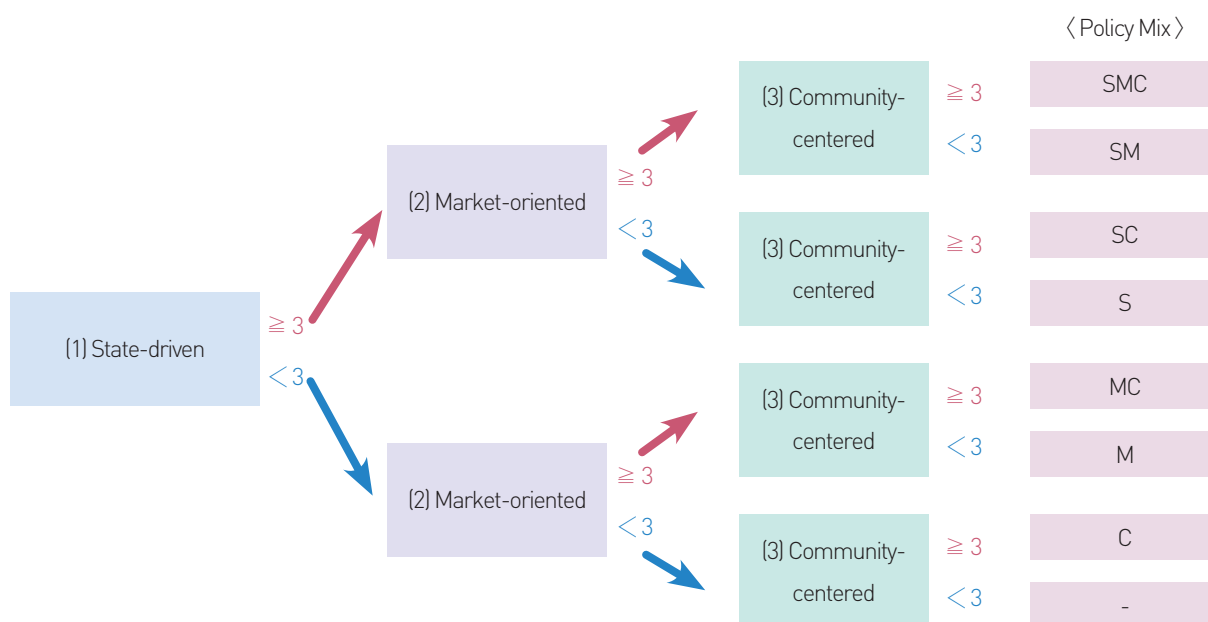 〈 Policy Mix 〉
(1) State-driven
≧ 3
< 3
(2) Market-oriented
≧ 3
< 3
(2) Market-oriented
≧ 3
< 3
(3) Community-
centered
≧ 3
< 3
SMC
SM
(3) Community-
centered
≧ 3
< 3
SC
S
(3) Community-
centered
≧ 3
< 3
MC
M
(3) Community-
centered
≧ 3
< 3
C
-